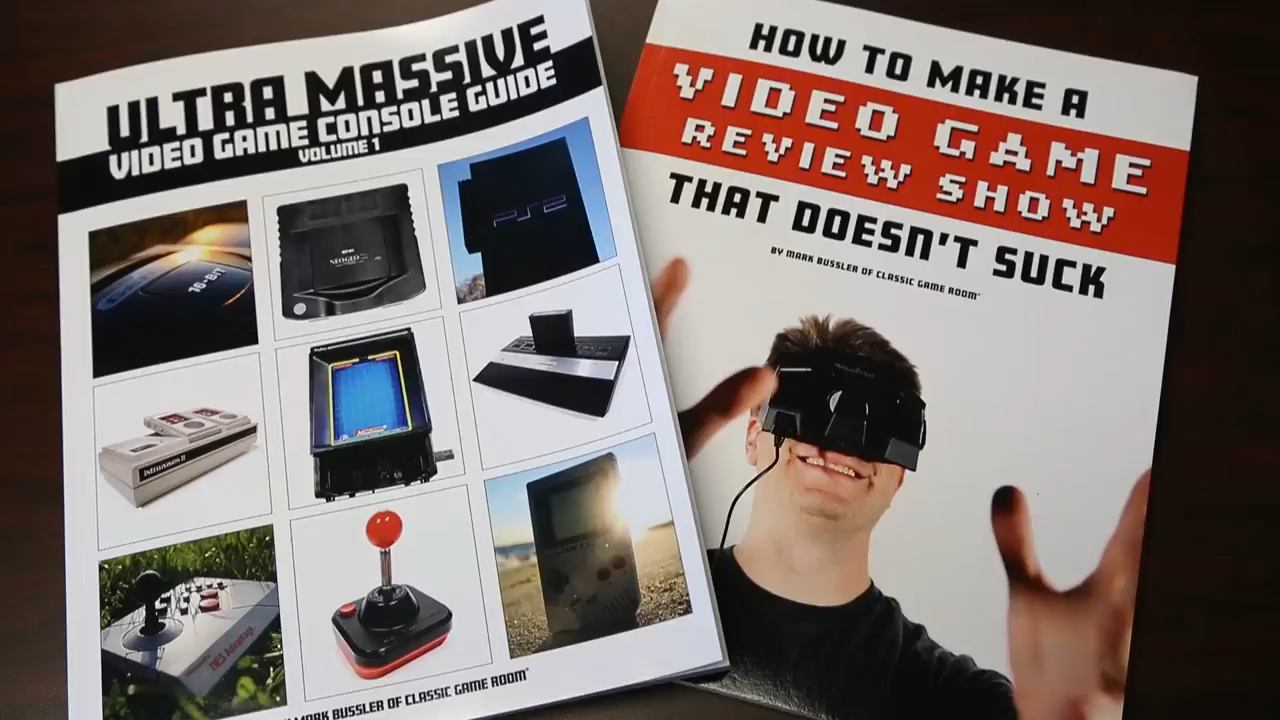 ULTRA MASSIVE
VIDEO GAME CONSOLE GUIDE
VOLUME 1
16-BIT
NEOGEO
PS2
INTELLIVISION II
NES Advantage
MARK BUSSLER OF CLASSIC GAME ROOM
HOW TO MAKE A
VIDEO GAME
REVIEW SHOW
THAT DOESN'T SUCK
BY MARK BUSSLER OF CLASSIC GAME ROOM